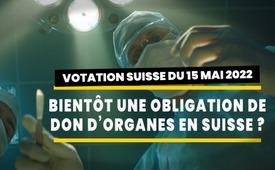 VOTATION SUISSE DU 15 MAI 2022
BIENTÔT UNE OBLIGATION DE
DON D'ORGANES EN SUISSE ?